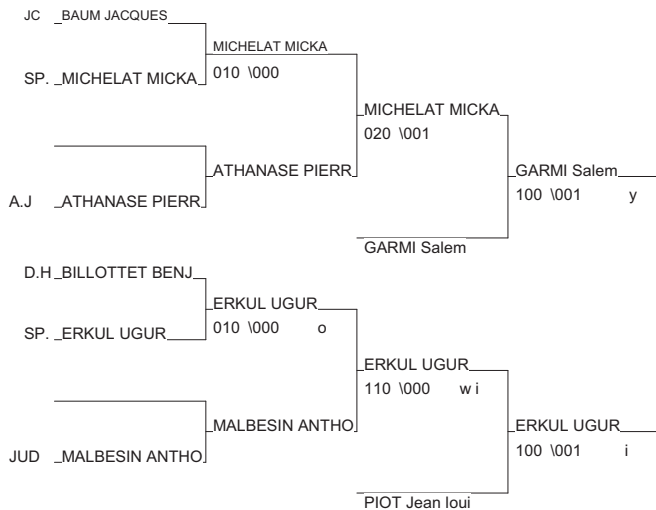 JC BAUM JACQUES
MICHELAT MICKA
SP. MICHELAT MICKA 010 \000
MICHELAT MICKA
020 \001
ATHANASE PIERR GARMI Salem
A.J ATHANASE PIERR 100 \001 y
GARMI Salem
D.H BILLOTTET BENJ
ERKUL UGUR
SP. ERKUL UGUR 010 \000 o
ERKUL UGUR
110 \000 w i
MALBESIN ANTHO ERKUL UGUR
JUD MALBESIN ANTHO 100 \001 i
PIOT Jean loui